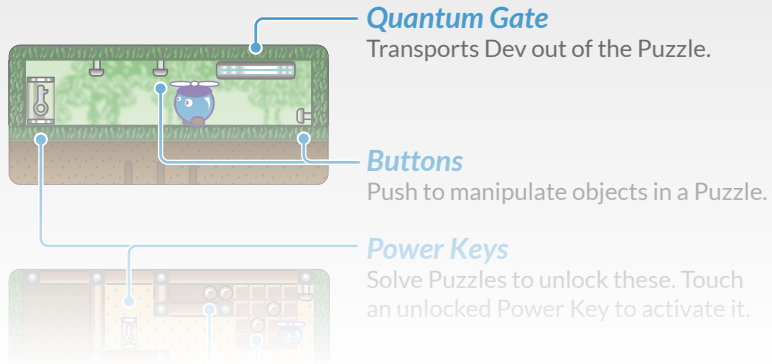 Quantum Gate
Transports Dev out of the Puzzle.
Buttons
Push to manipulate objects in a Puzzle.
Power Keys
Solve Puzzles to unlock these. Touch
an unlocked Power Key to activate it.